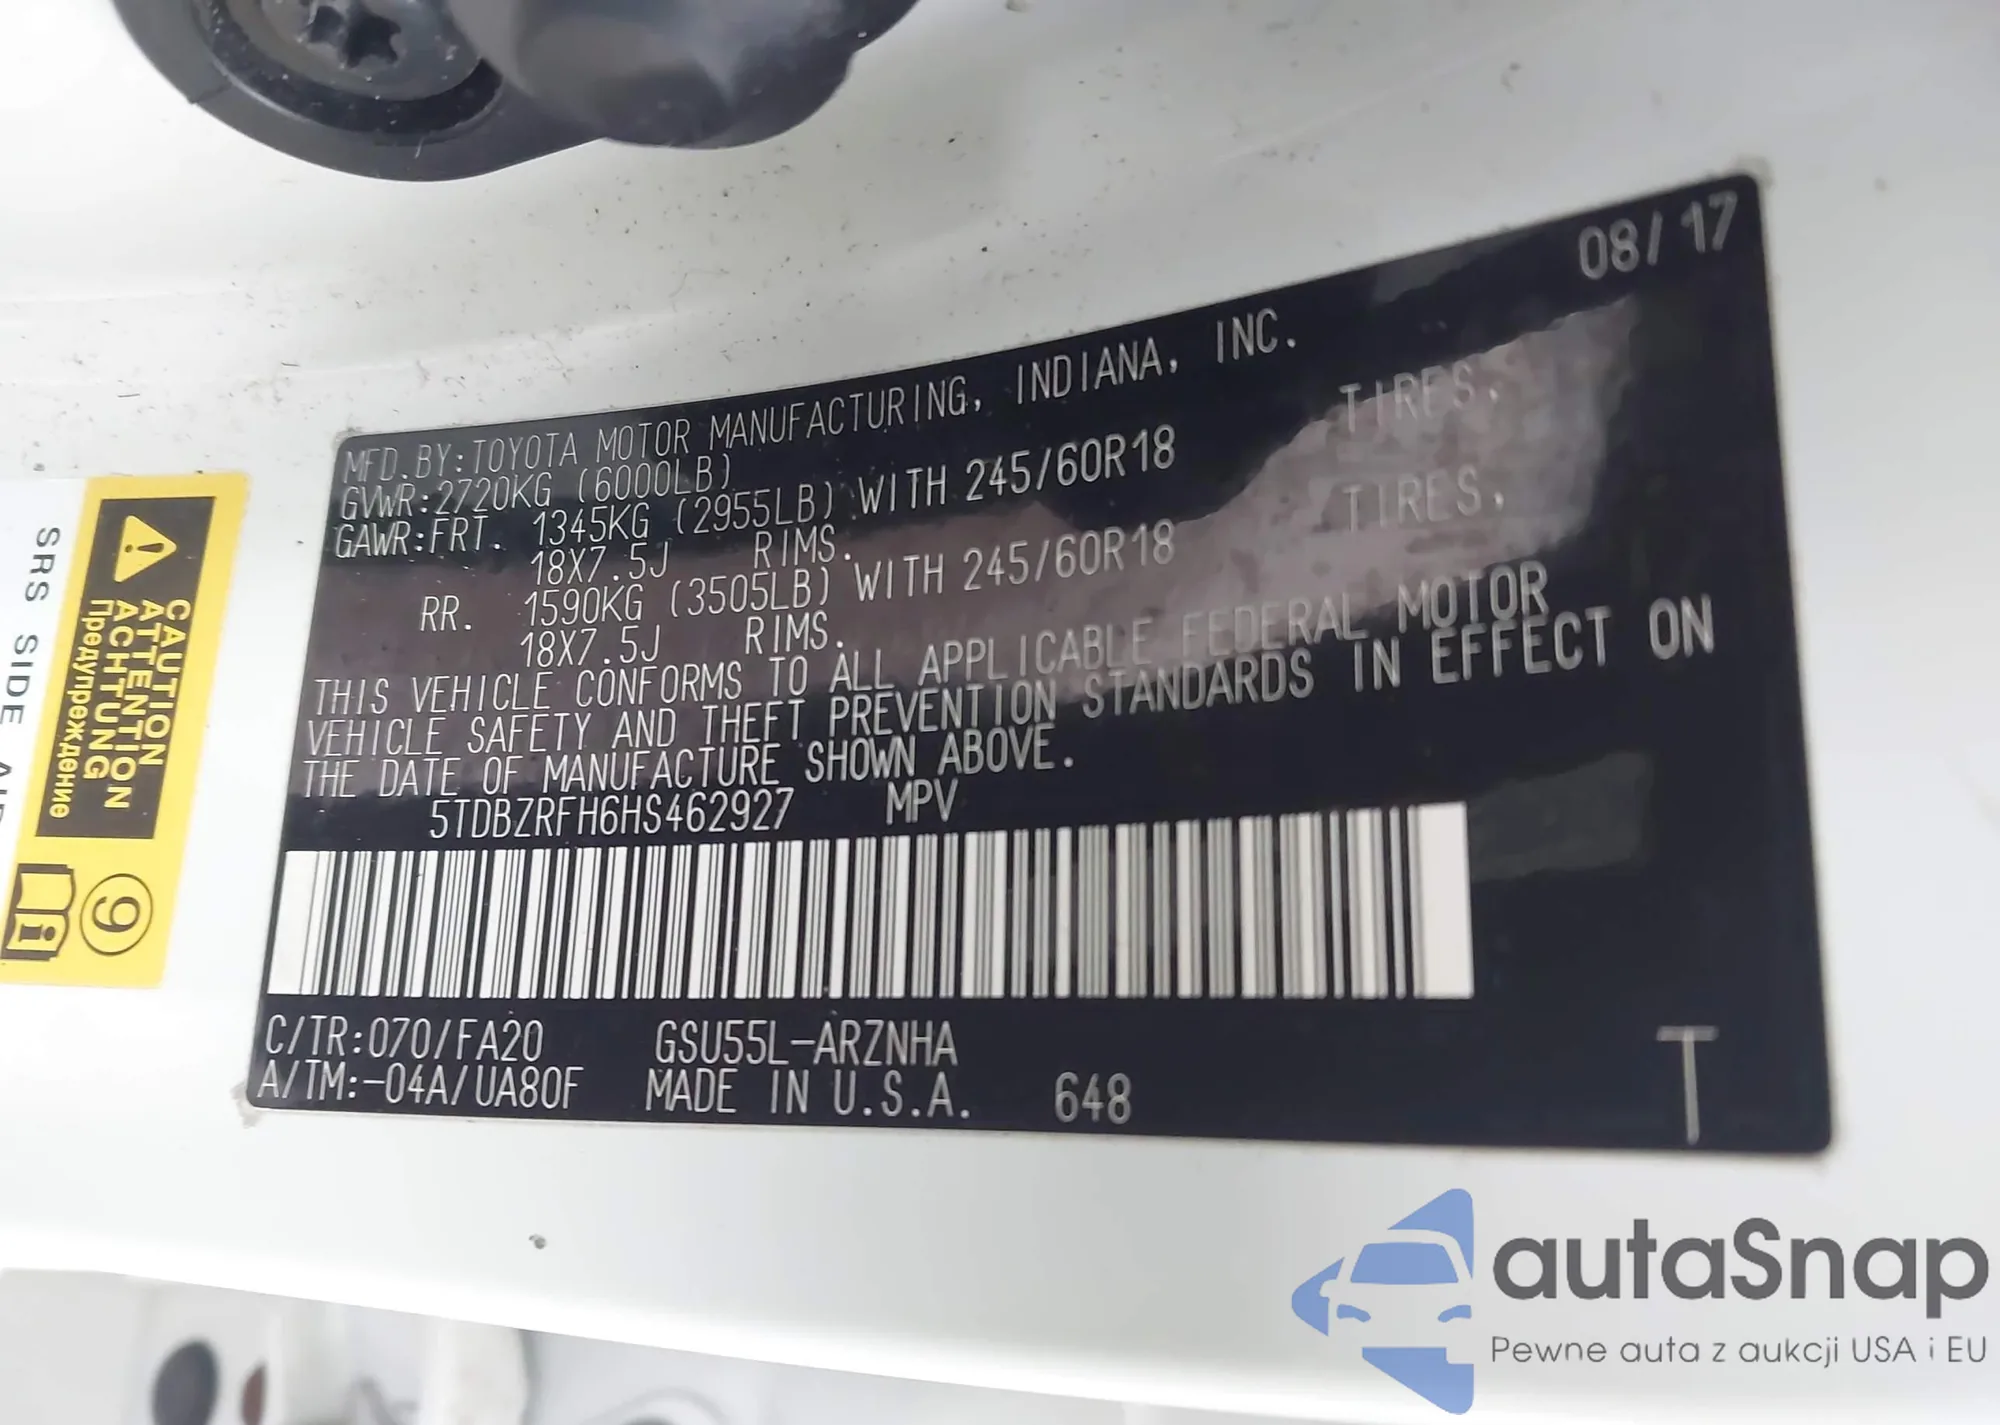 08/17
MFD.BY:TOYOTA MOTOR MANUFACTURING, INDIANA, INC.
GVWR:2720KG (6000LB)
GAWR:FRT. 1345KG (2955LB) WITH 245/60R18 TIRES,
18X7.5J RIMS.
RR. 1590KG (3505LB) WITH 245/60R18 TIRES,
18X7.5J RIMS.
THIS VEHICLE CONFORMS TO ALL APPLICABLE FEDERAL MOTOR
VEHICLE SAFETY AND THEFT PREVENTION STANDARDS IN EFFECT ON
THE DATE OF MANUFACTURE SHOWN ABOVE.
5TDBZRFH6HS462927 MPV
C/TR:070/FA20 GSU55L-ARZNHA
A/TM:-04A/UA80F MADE IN U.S.A. 648
T
CAUTION
ATTENTION
ACHTUNG
Предупреждение
9
i
SRS SIDE
autaSnap
Pewne auta z aukcji USA i EU